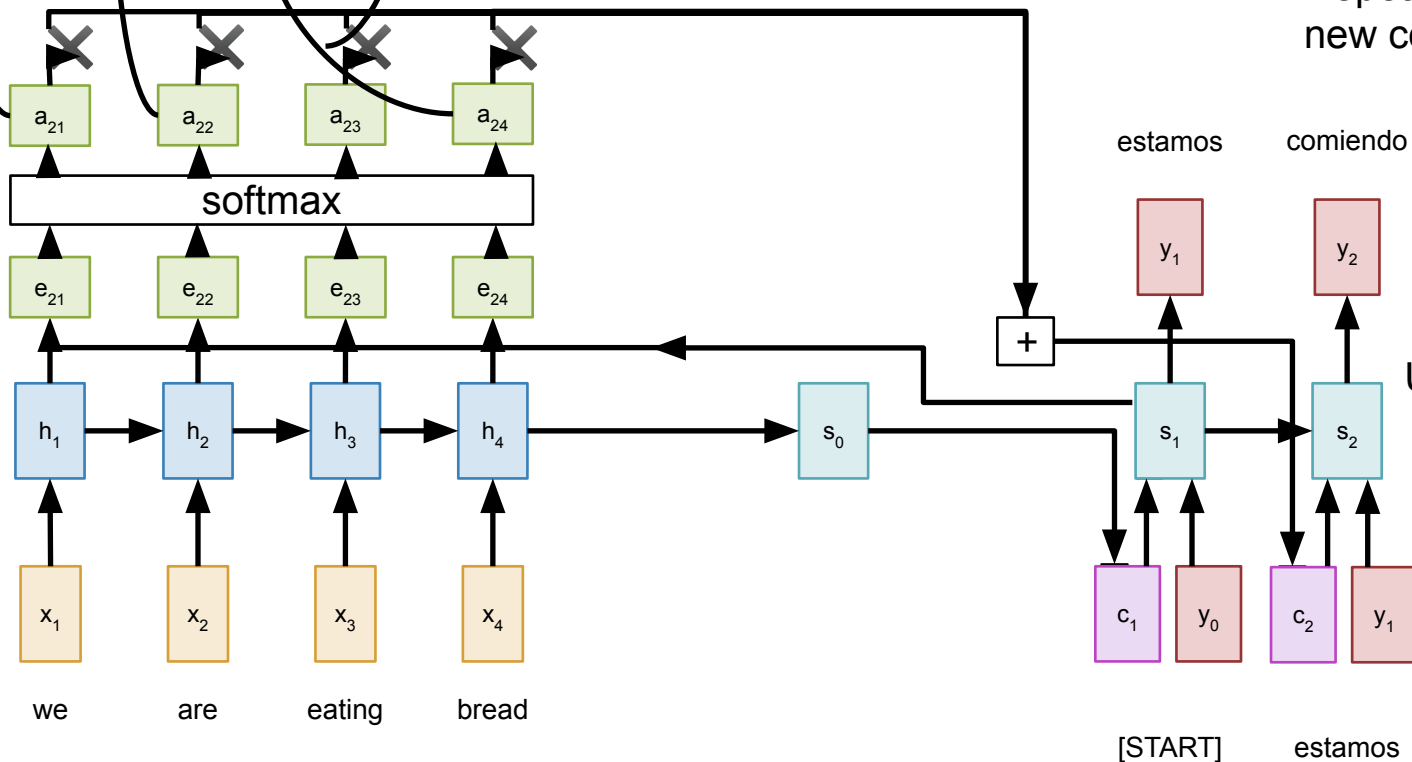 new
a21 a22 a23 a24
estamos comiendo
softmax
y1 y2
e21 e22 e23 e24
+
h1 h2 h3 h4 s0 s1 s2
x1 x2 x3 x4 c1 y0 c2 y1
we are eating bread
[START] estamos